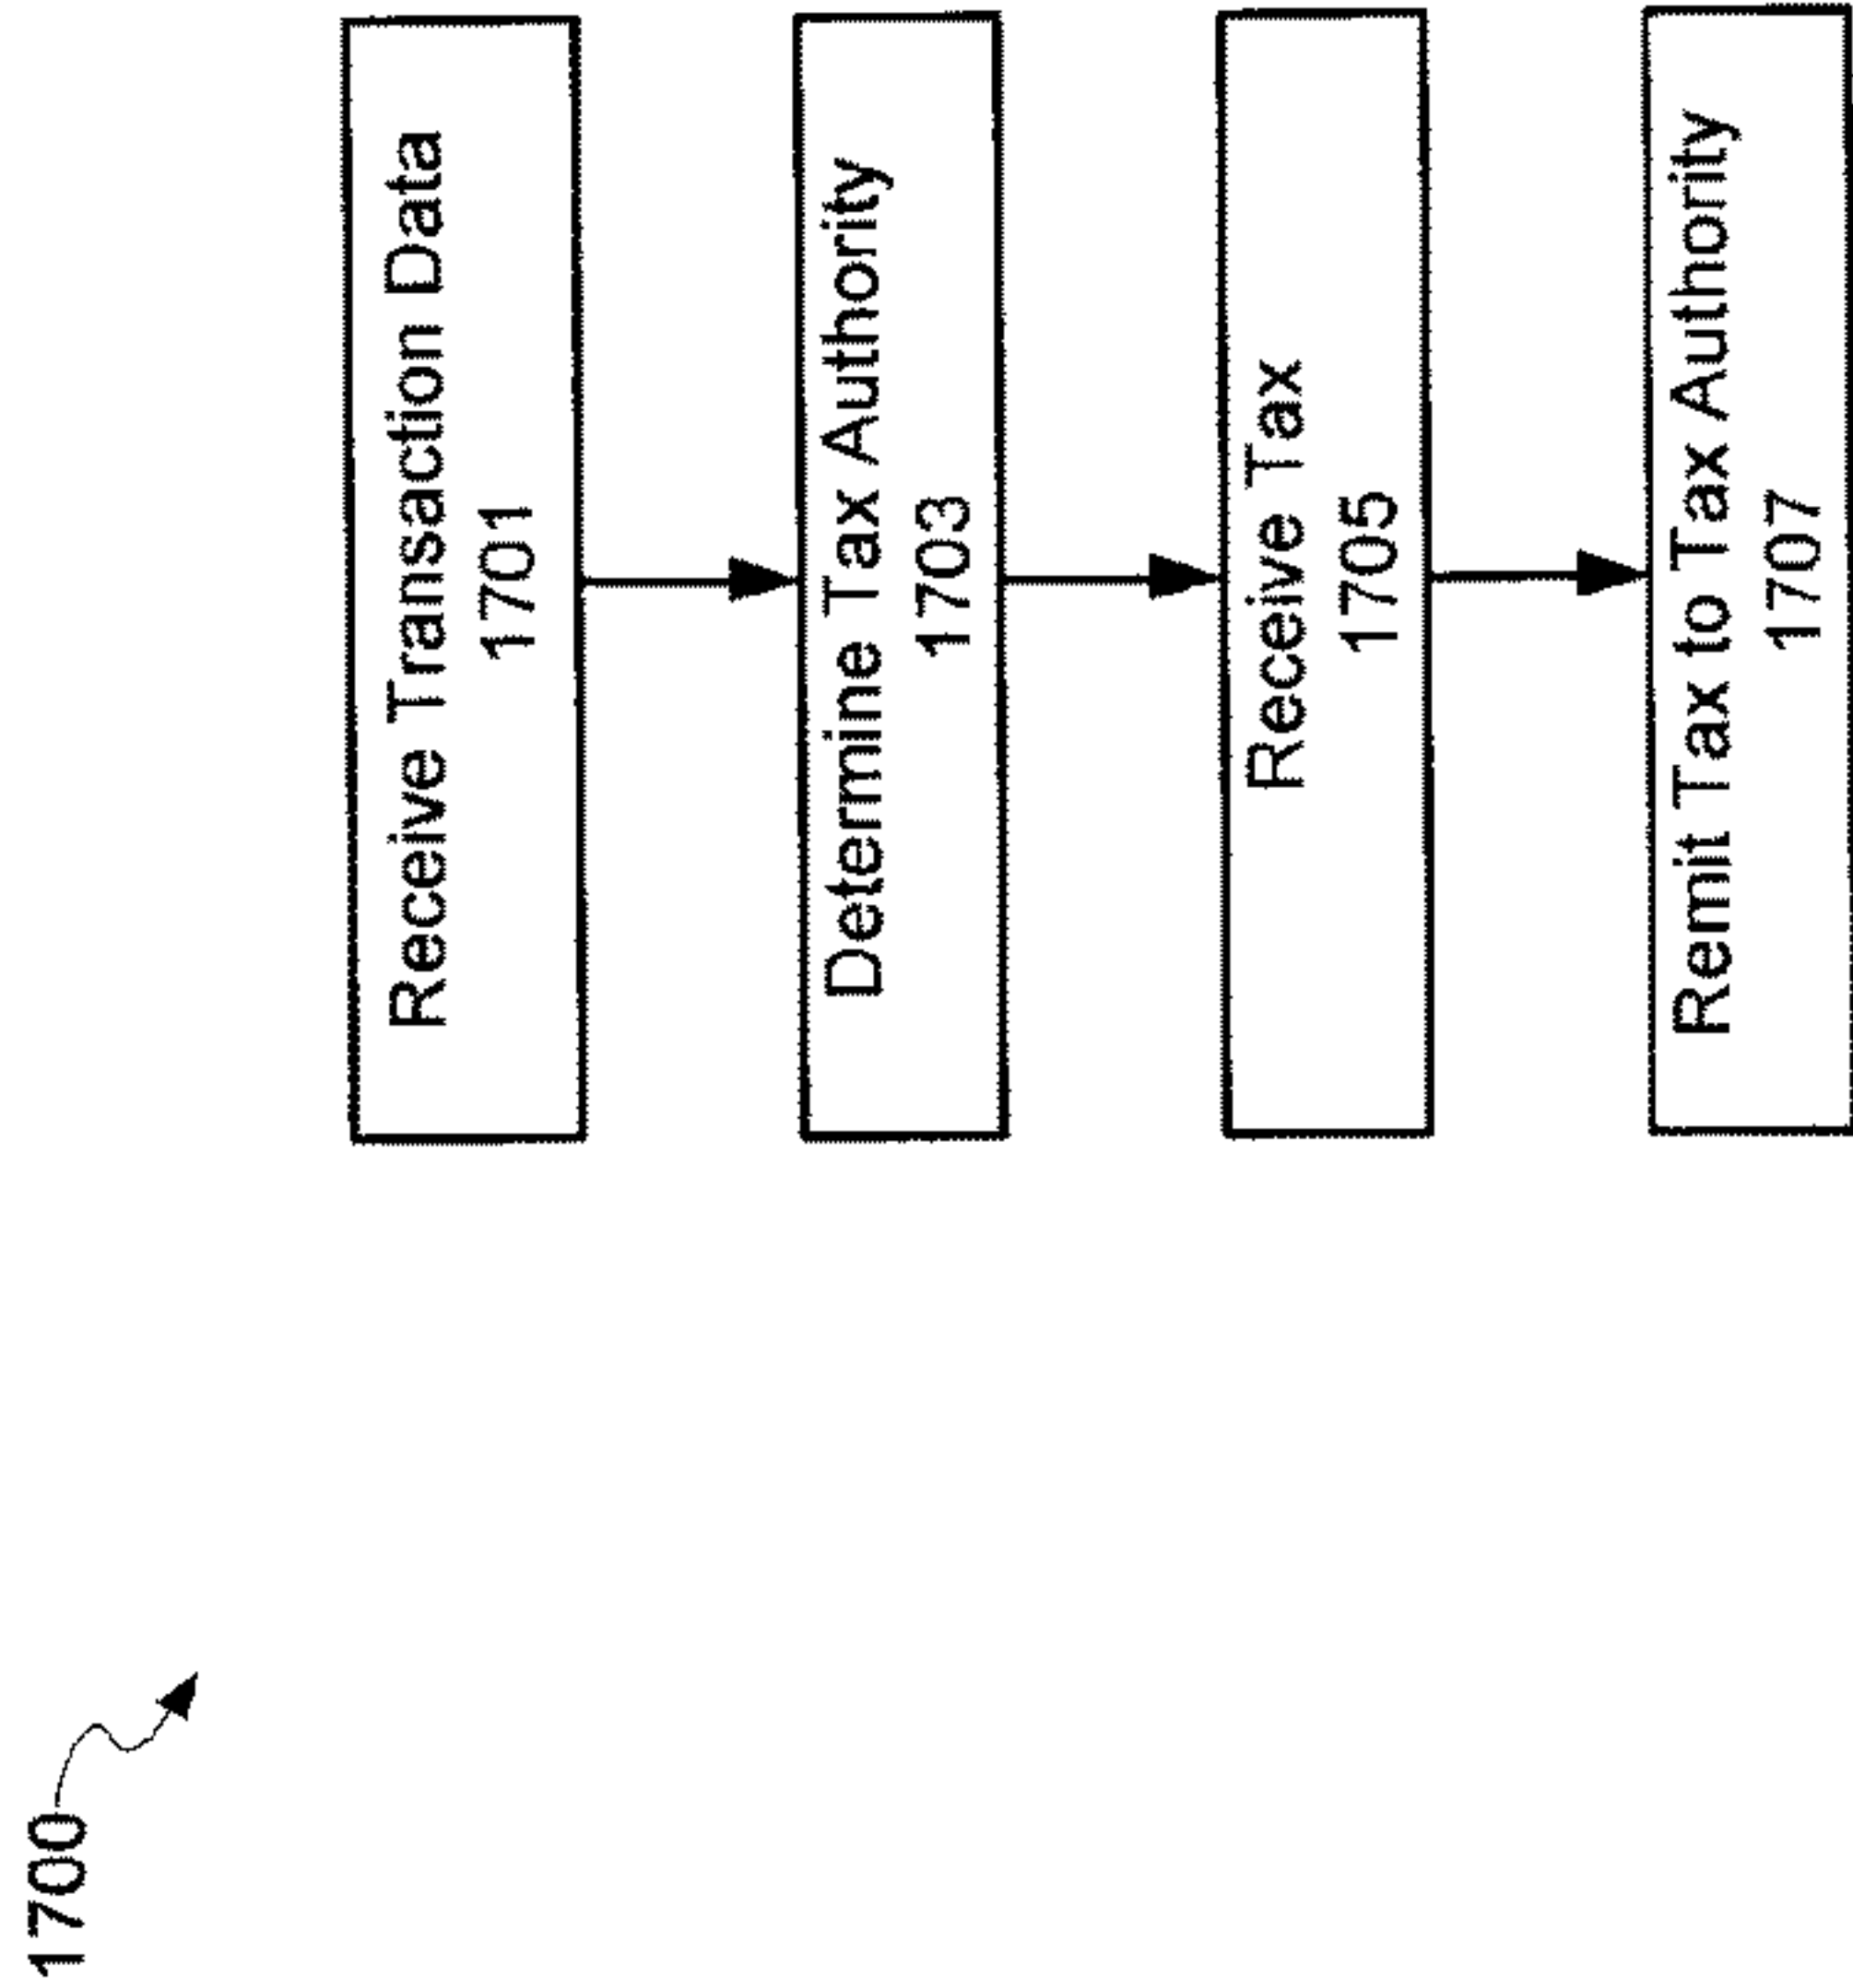 1700
Receive Transaction Data
1701
Determine Tax Authority
1703
Receive Tax
1705
Remit Tax to Tax Authority
1707